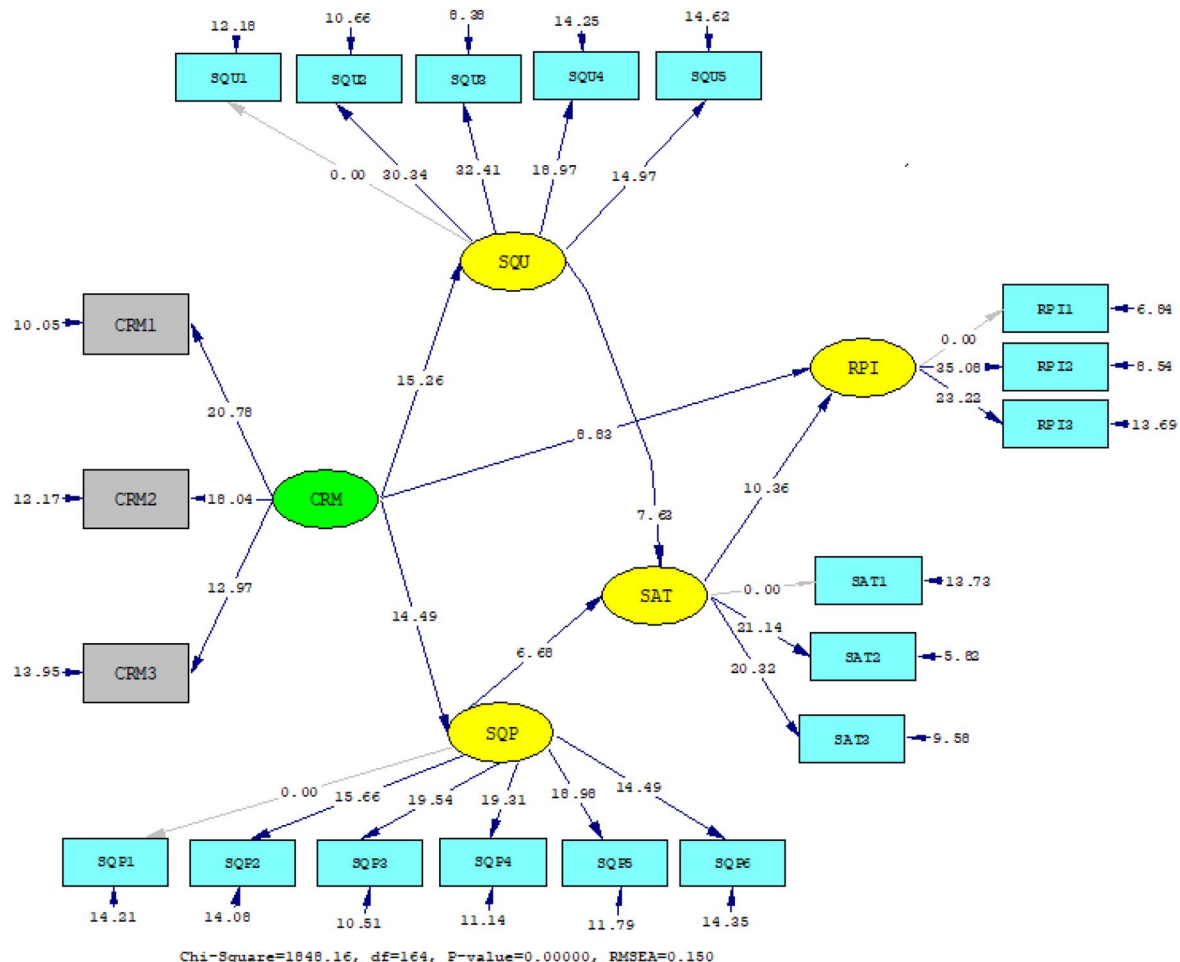 12.18 10.66 8.38 14.25 14.62
SQU1 SQU2 SQU3 SQU4 SQU5
0.00 30.34 32.41 18.97 14.97
SQU
10.05 CRM1
RPI1 6.84
0.00
RPI
35.08 RPI2 8.54
23.22 RPI3 13.69
15.26
20.78
8.83
12.17 CRM2 18.04 CRM
10.36
7.63
SAT 0.00 SAT1 13.73
12.97
14.49
21.14 SAT2 5.82
6.68
20.32
13.95 CRM3
SAT3 9.58
SQP
0.00 15.66 19.54 19.31 18.98 14.49
SQP1 SQP2 SQP3 SQP4 SQP5 SQP6
14.21 14.08 10.51 11.14 11.79 14.35
Chi-Square=1848.16, df=164, P-value=0.00000, RMSEA=0.150